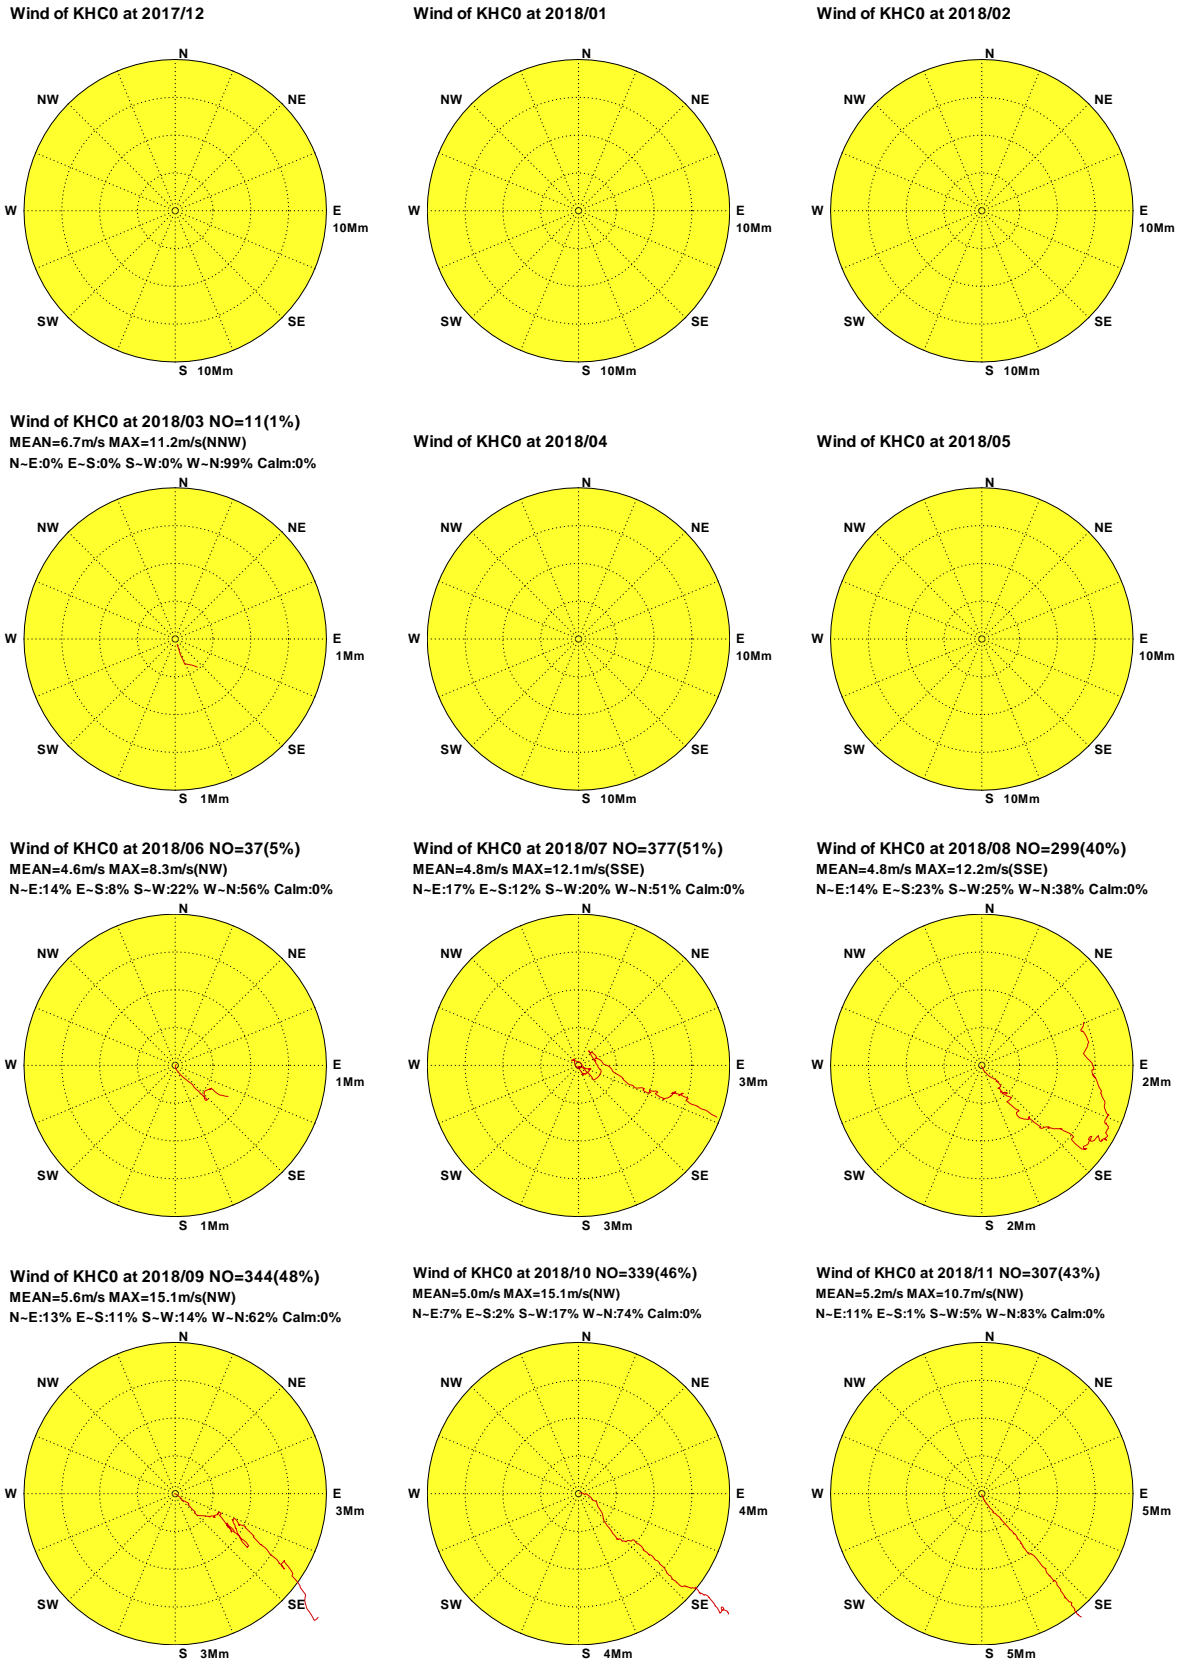 Wind of KHC0 at 2017/12
N
NW NE
W E
10Mm
SW SE
S 10Mm
Wind of KHC0 at 2018/01
N
NW NE
W E
10Mm
SW SE
S 10Mm
Wind of KHC0 at 2018/02
N
NW NE
W E
10Mm
SW SE
S 10Mm
Wind of KHC0 at 2018/03 NO=11(1%)
MEAN=6.7m/s MAX=11.2m/s(NNW)
N~E:0% E~S:0% S~W:0% W~N:99% Calm:0%
N
NW NE
W E
1Mm
SW SE
S 1Mm
Wind of KHC0 at 2018/04
N
NW NE
W E
10Mm
SW SE
S 10Mm
Wind of KHC0 at 2018/05
N
NW NE
W E
10Mm
SW SE
S 10Mm
Wind of KHC0 at 2018/06 NO=37(5%)
MEAN=4.6m/s MAX=8.3m/s(NW)
N~E:14% E~S:8% S~W:22% W~N:56% Calm:0%
N
NW NE
W E
1Mm
SW SE
S 1Mm
Wind of KHC0 at 2018/07 NO=377(51%)
MEAN=4.8m/s MAX=12.1m/s(SSE)
N~E:17% E~S:12% S~W:20% W~N:51% Calm:0%
N
NW NE
W E
3Mm
SW SE
S 3Mm
Wind of KHC0 at 2018/08 NO=299(40%)
MEAN=4.8m/s MAX=12.2m/s(SSE)
N~E:14% E~S:23% S~W:25% W~N:38% Calm:0%
N
NW NE
W E
2Mm
SW SE
S 2Mm
Wind of KHC0 at 2018/09 NO=344(48%)
MEAN=5.6m/s MAX=15.1m/s(NW)
N~E:13% E~S:11% S~W:14% W~N:62% Calm:0%
N
NW NE
W E
3Mm
SW SE
S 3Mm
Wind of KHC0 at 2018/10 NO=339(46%)
MEAN=5.0m/s MAX=15.1m/s(NW)
N~E:7% E~S:2% S~W:17% W~N:74% Calm:0%
N
NW NE
W E
4Mm
SW SE
S 4Mm
Wind of KHC0 at 2018/11 NO=307(43%)
MEAN=5.2m/s MAX=10.7m/s(NW)
N~E:11% E~S:1% S~W:5% W~N:83% Calm:0%
N
NW NE
W E
5Mm
SW SE
S 5Mm